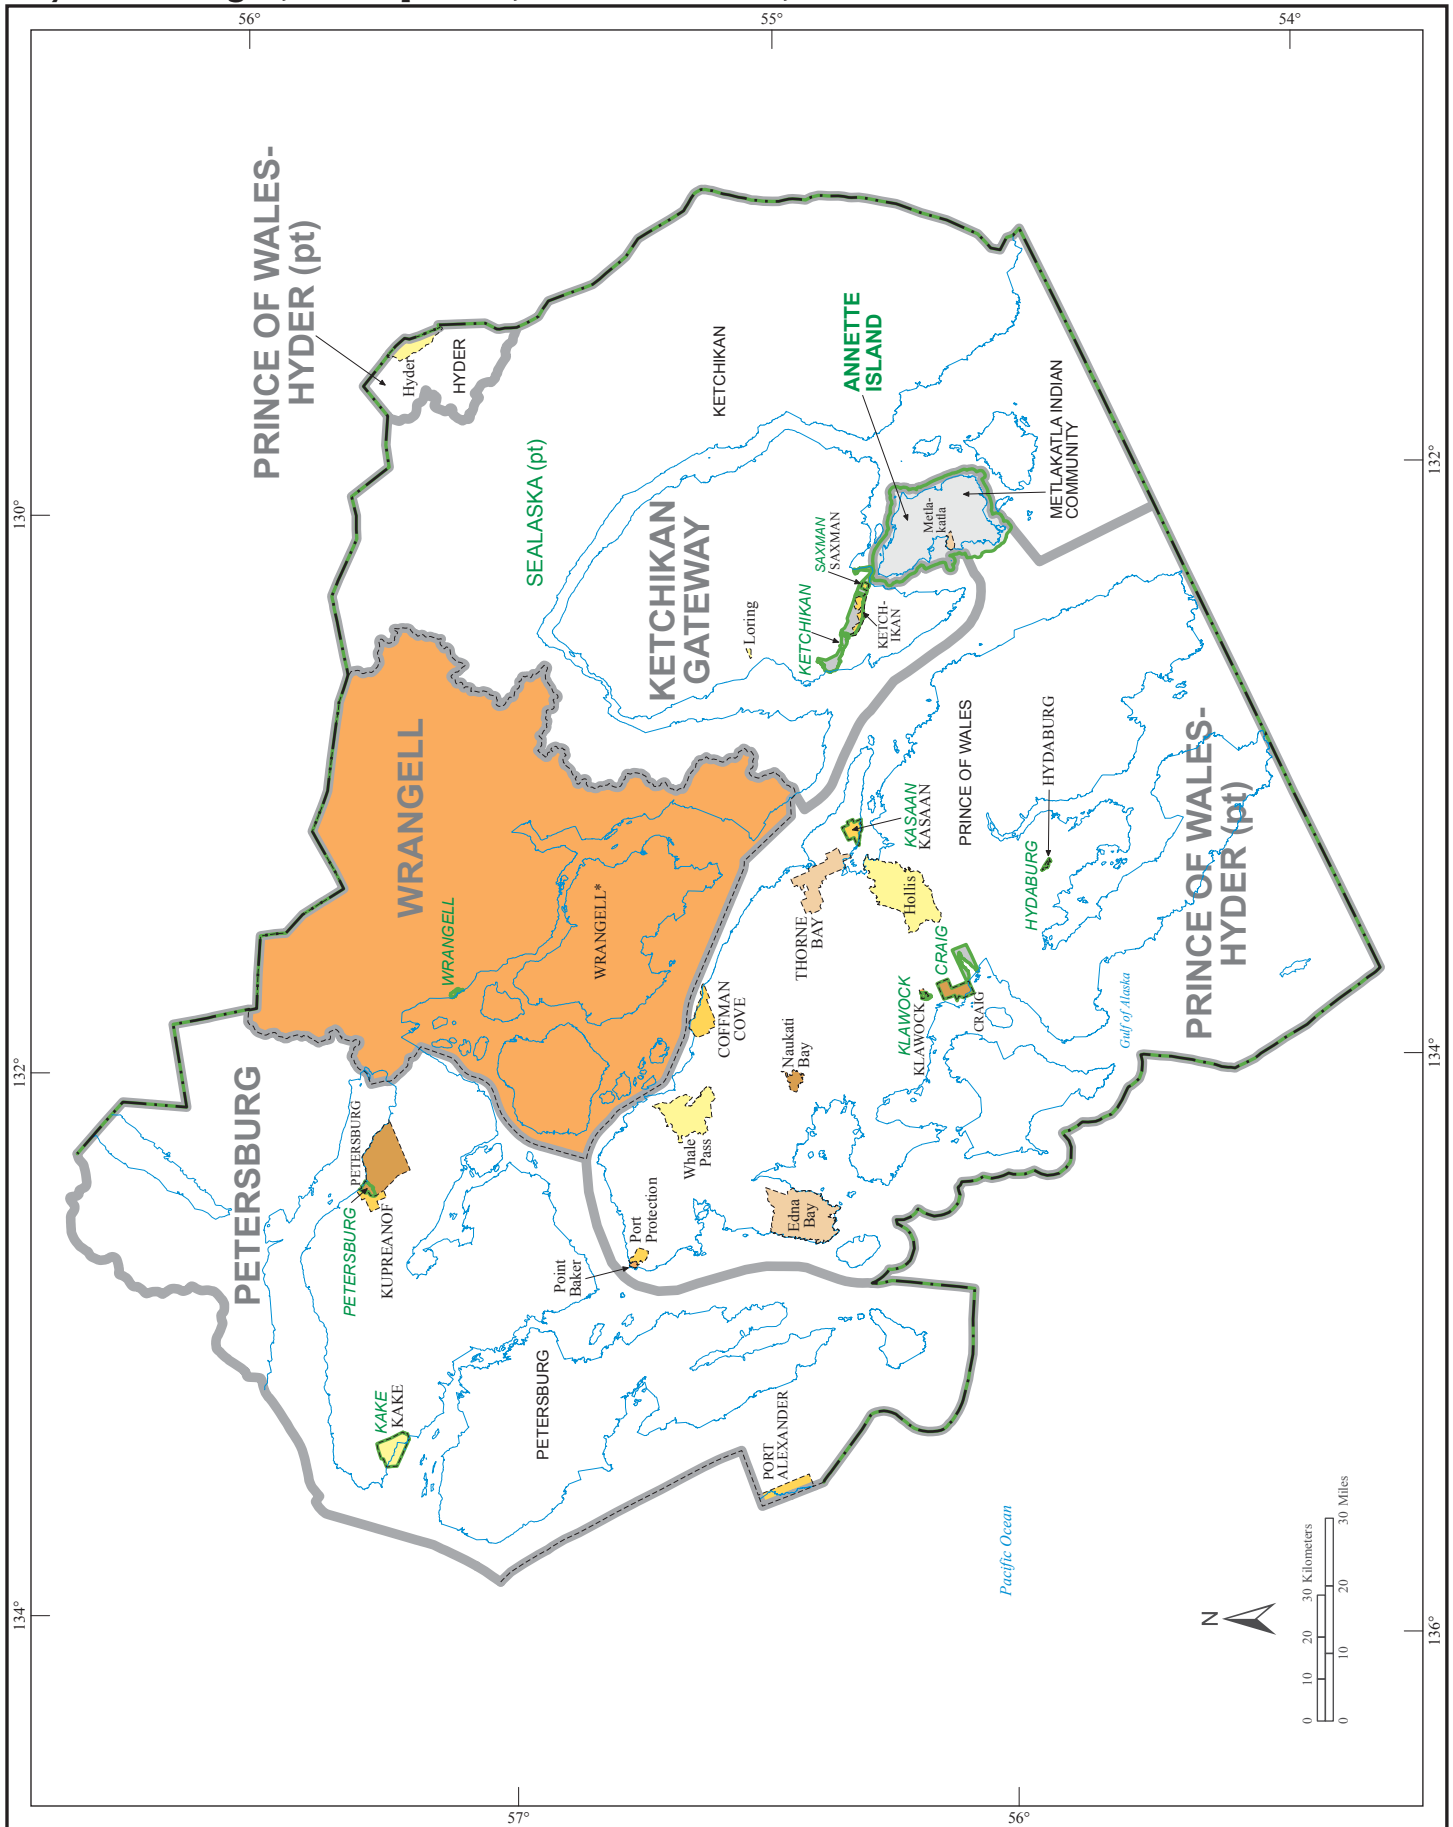 56°
55°
54°
130°
132°
134°
132°
134°
136°
57°
56°
PRINCE OF WALES-
HYDER (pt)
Hyder
HYDER
SEALASKA (pt)
KETCHIKAN
ANNETTE
ISLAND
METLAKATLA INDIAN
COMMUNITY
Metla-
katla
KETCHIKAN
GATEWAY
SAXMAN
SAXMAN
KETCHIKAN
KETCH-
IKAN
Loring
WRANGELL
WRANGELL
WRANGELL*
PRINCE OF WALES
HYDABURG
HYDABURG
KASAAN
KASAAN
PRINCE OF WALES-
HYDER (pt)
Hollis
THORNE
BAY
CRAIG
CRAIG
KLAWOCK
KLAWOCK
Gulf of Alaska
COFFMAN
COVE
Naukati
Bay
Whale
Pass
PETERSBURG
PETERSBURG
PETERSBURG
KUPREANOF
Port
Protection
Point
Baker
Edna
Bay
KAKE
KAKE
PETERSBURG
PORT
ALEXANDER
Pacific Ocean
N
0 10 20 30 Kilometers
0 10 20 30 Miles